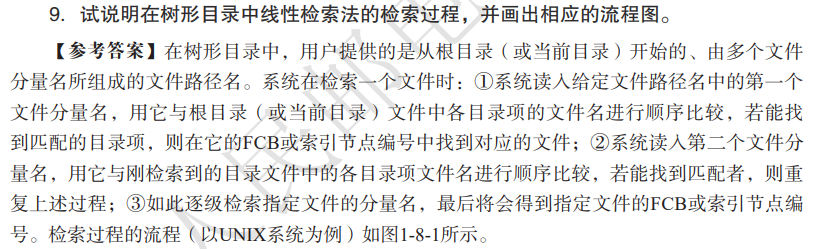 9. 试说明在树形目录中线性检索法的检索过程，并画出相应的流程图。
【参考答案】在树形目录中，用户提供的是从根目录（或当前目录）开始的、由多个文件
分量名所组成的文件路径名。系统在检索一个文件时：①系统读入给定文件路径名中的第一个
文件分量名，用它与根目录（或当前目录）文件中各目录项的文件名进行顺序比较，若能找
到匹配的目录项，则在它的FCB或索引节点编号中找到对应的文件；②系统读入第二个文件分
量名，用它与刚检索到的目录文件中的各目录项文件名进行顺序比较，若能找到匹配者，则重
复上述过程；③如此逐级检索指定文件的分量名，最后将会得到指定文件的FCB或索引节点编
号。检索过程的流程（以UNIX系统为例）如图1-8-1所示。